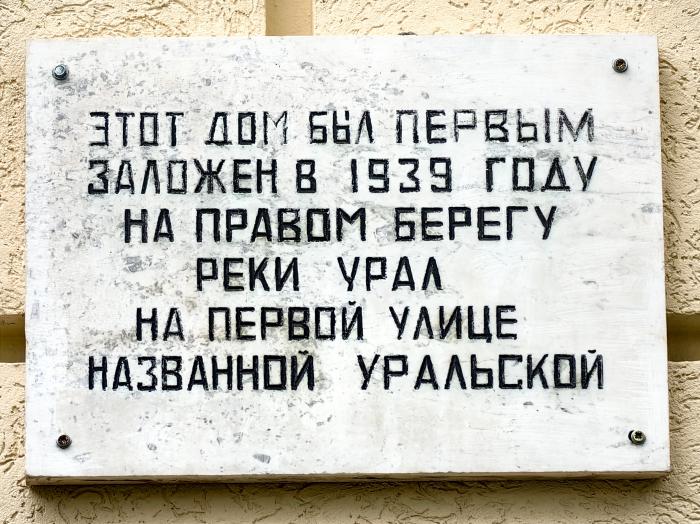 ЭТОТ ДОМ БЫЛ ПЕРВЫМ
ЗАЛОЖЕН В 1939 ГОДУ
НА ПРАВОМ БЕРЕГУ
РЕКИ УРАЛ
НА ПЕРВОЙ УЛИЦЕ
НАЗВАННОЙ УРАЛЬСКОЙ